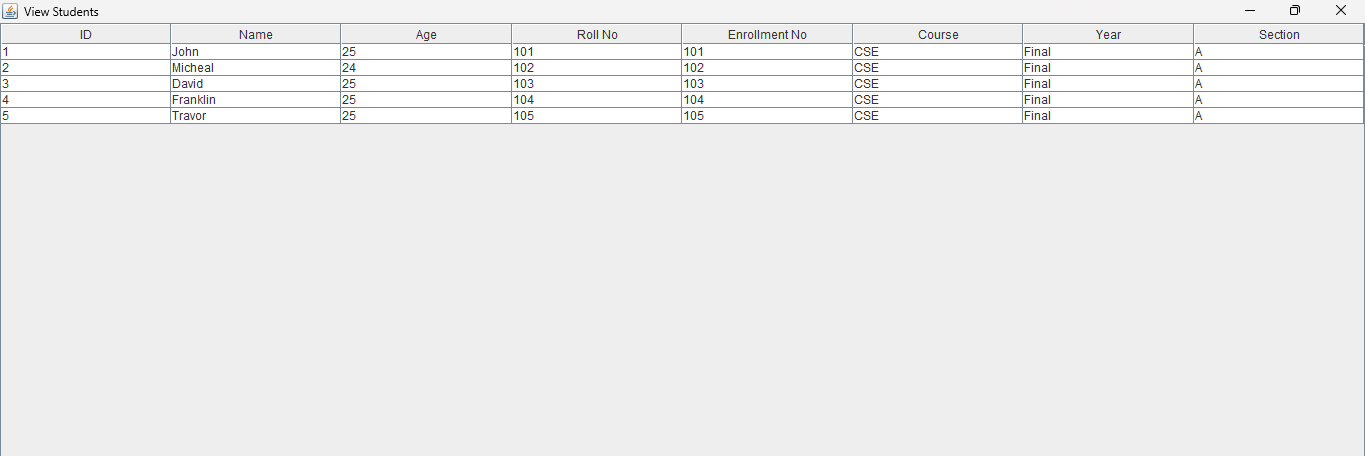 View Students
ID Name Age Roll No Enrollment No Course Year Section
1 John 25 101 101 CSE Final A
2 Micheal 24 102 102 CSE Final A
3 David 25 103 103 CSE Final A
4 Franklin 25 104 104 CSE Final A
5 Travor 25 105 105 CSE Final A